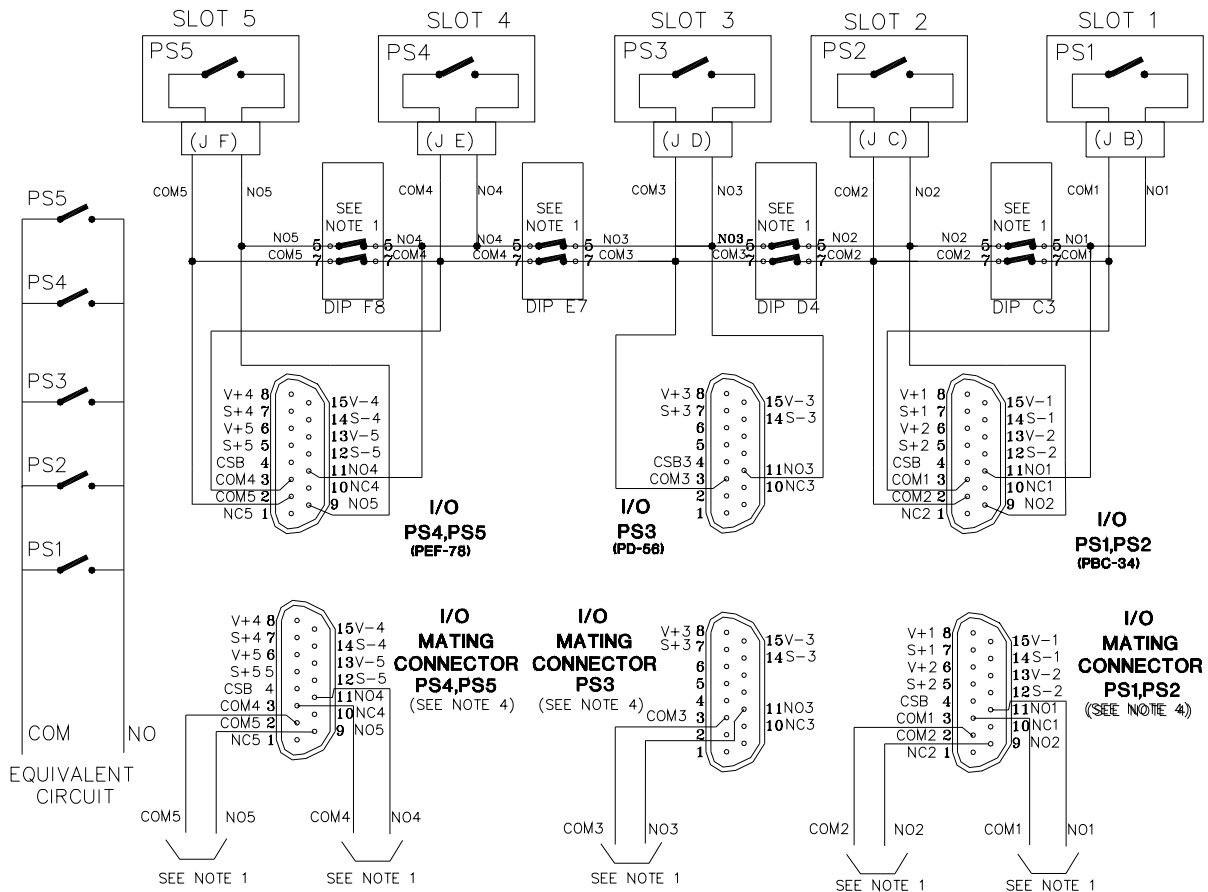 SLOT 5 SLOT 4 SLOT 3 SLOT 2 SLOT 1
PS5 PS4 PS3 PS2 PS1
(J F) (J E) (J D) (J C) (J B)
COM5 NO5 COM4 NO4 COM3 NO3 COM2 NO2 COM1 NO1
SEE NOTE 1 SEE NOTE 1 SEE NOTE 1 SEE NOTE 1
NO5 5 5 NO4 NO4 5 5 NO3 NO3 5 5 NO2 NO2 5 5 NO1
COM5 7 7 COM4 COM4 7 7 COM3 COM3 7 7 COM2 COM2 7 7 COM1
DIP F8 DIP E7 DIP D4 DIP C3
PS5
PS4
PS3
PS2
PS1
COM NO
EQUIVALENT
CIRCUIT
V+4 8
S+4 7
V+5 6
S+5 5
CSB 4
COM4 3
COM5 2
NC5 1
15 V-4
14 S-4
13 V-5
12 S-5
11 NO4
10 NC4
9 NO5
I/O
PS4,PS5
(PEF-78)
V+3 8
S+3 7
6
5
CSB3 4
COM3 3
2
1
15 V-3
14 S-3
11 NO3
10 NC3
I/O
PS3
(PD-56)
V+1 8
S+1 7
V+2 6
S+2 5
CSB 4
COM1 3
COM2 2
NC2 1
15 V-1
14 S-1
13 V-2
12 S-2
11 NO1
10 NC1
9 NO2
I/O
PS1,PS2
(PBC-34)
V+4 8
S+4 7
V+5 6
S+5 5
CSB 4
COM4 3
COM5 2
NC5 1
15 V-4
14 S-4
13 V-5
12 S-5
11 NO4
10 NC4
9 NO5
I/O
MATING
CONNECTOR
PS4,PS5
(SEE NOTE 4)
I/O
MATING
CONNECTOR
PS3
(SEE NOTE 4)
V+3 8
S+3 7
6
5
4
COM3 3
2
1
15 V-3
14 S-3
11 NO3
10 NC3
V+1 8
S+1 7
V+2 6
S+2 5
CSB 4
COM1 3
COM2 2
NC2 1
15 V-1
14 S-1
13 V-2
12 S-2
11 NO1
10 NC1
9 NO2
I/O
MATING
CONNECTOR
PS1,PS2
(SEE NOTE 4)
COM5 NO5 COM4 NO4 COM3 NO3 COM2 NO2 COM1 NO1
SEE NOTE 1 SEE NOTE 1 SEE NOTE 1 SEE NOTE 1 SEE NOTE 1